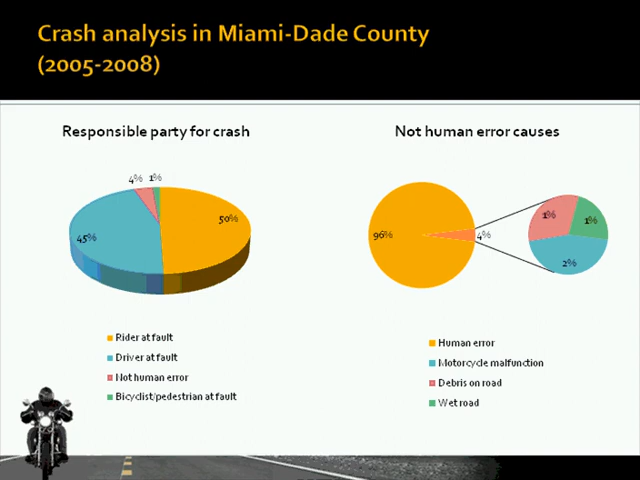 Crash analysis in Miami-Dade County
(2005-2008)
Responsible party for crash
4%
1%
50%
45%
Rider at fault
Driver at fault
Not human error
Bicyclist/pedestrian at fault
Not human error causes
96%
4%
1%
1%
2%
Human error
Motorcycle malfunction
Debris on road
Wet road